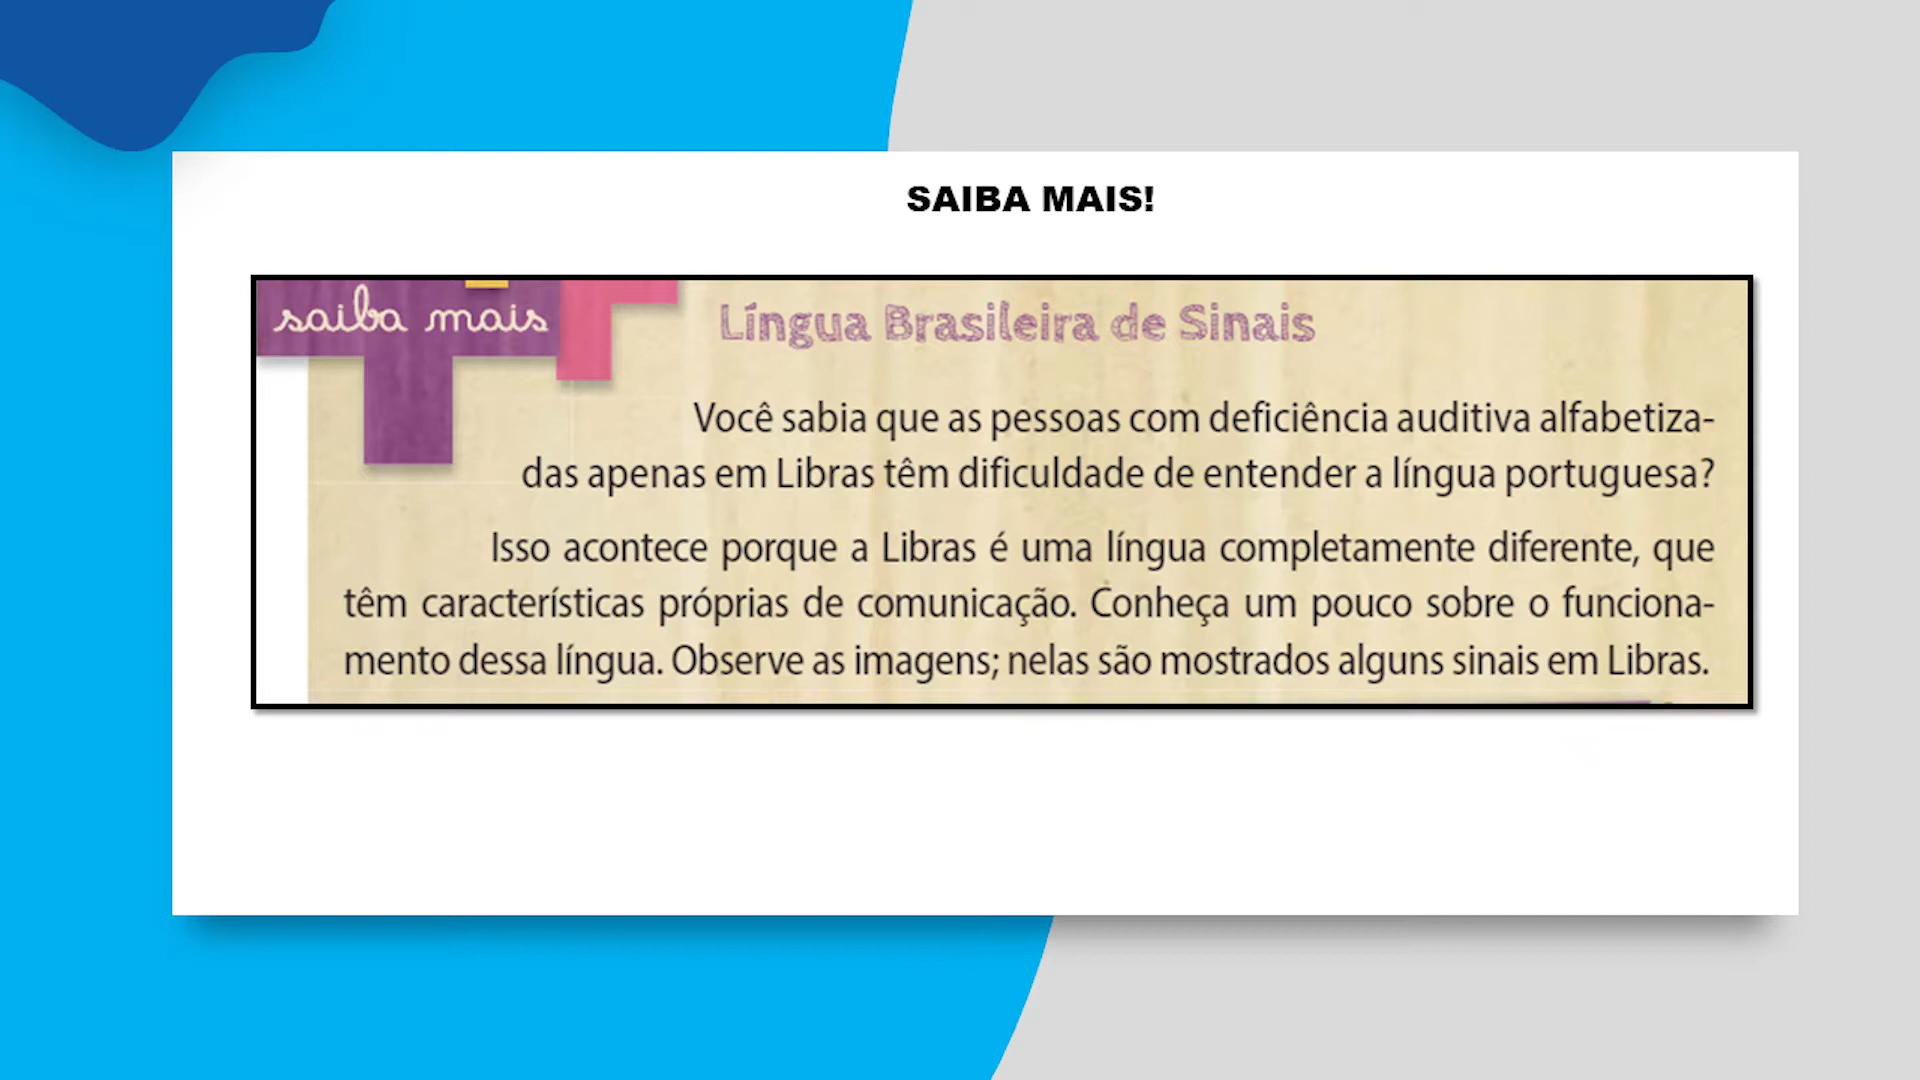 SAIBA MAIS!
saiba mais
Língua Brasileira de Sinais
Você sabia que as pessoas com deficiência auditiva alfabetiza-
das apenas em Libras têm dificuldade de entender a língua portuguesa?
Isso acontece porque a Libras é uma língua completamente diferente, que
têm características próprias de comunicação. Conheça um pouco sobre o funciona-
mento dessa língua. Observe as imagens; nelas são mostrados alguns sinais em Libras.